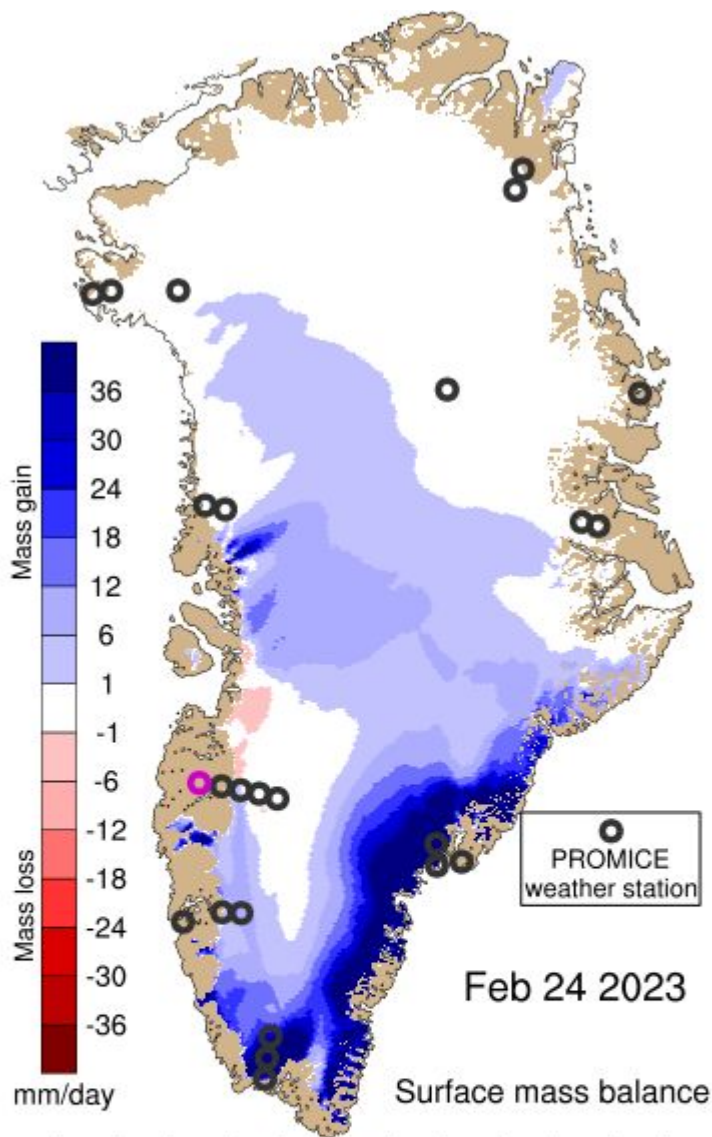 Mass gain
36
30
24
18
12
6
1
-1
-6
-12
-18
-24
-30
-36
Mass loss
mm/day
PROMICE
weather station
Feb 24 2023
Surface mass balance